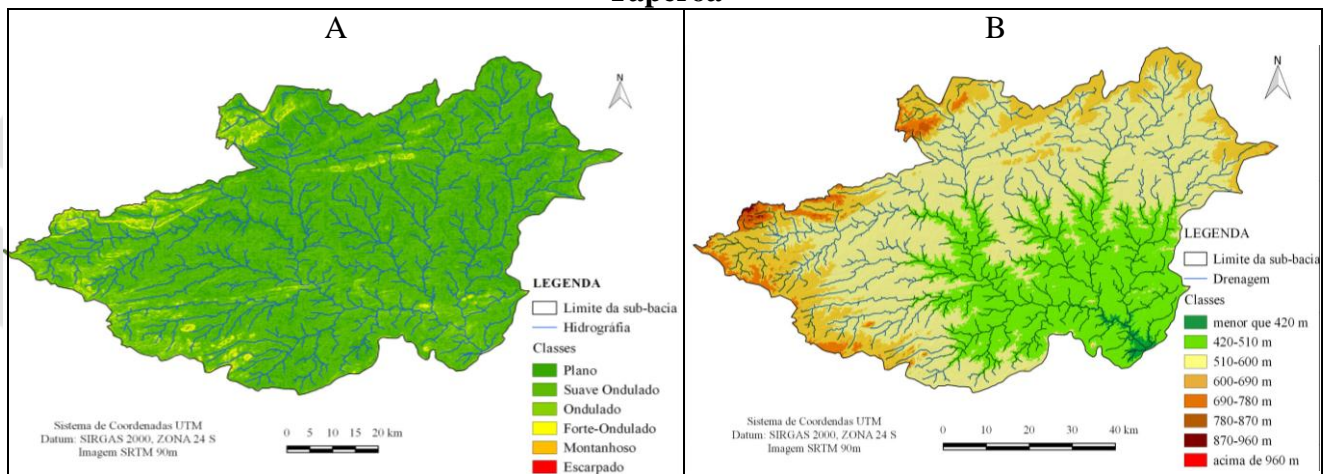 A
N
LEGENDA
Limite da sub-bacia
Hidrográfia
Classes
Plano
Suave Ondulado
Ondulado
Forte-Ondulado
Montanhoso
Escarpado
Sistema de Coordenadas UTM
Datum: SIRGAS 2000, ZONA 24 S
Imagem SRTM 90m
0 5 10 15 20 km
B
N
LEGENDA
Limite da sub-bacia
Drenagem
Classes
menor que 420 m
420-510 m
510-600 m
600-690 m
690-780 m
780-870 m
870-960 m
acima de 960 m
Sistema de Coordendas UTM
Datum: SIRGAS 2000, ZONA 24 S
Imagem SRTM 90m
0 10 20 30 40 km